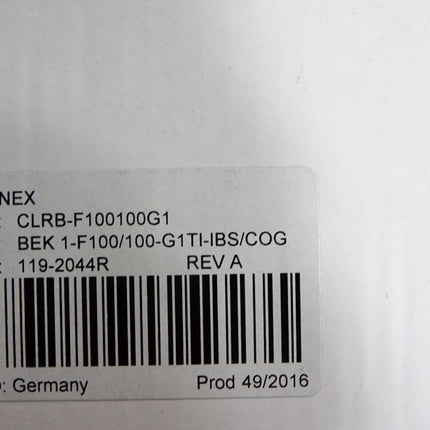 NEX
: CLRB-F100100G1
: BEK 1-F100/100-G1TI-IBS/COG
: 119-2044R REV A
: Germany Prod 49/2016